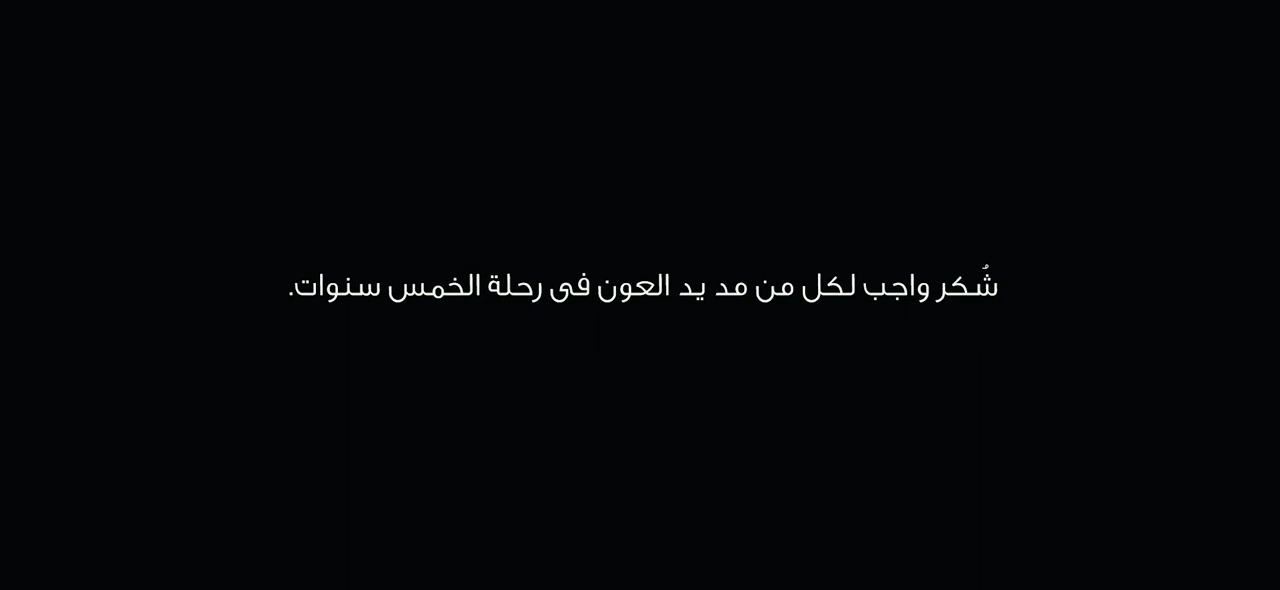 شُكر واجب لكل من مد يد العون فى رحلة الخمس سنوات.